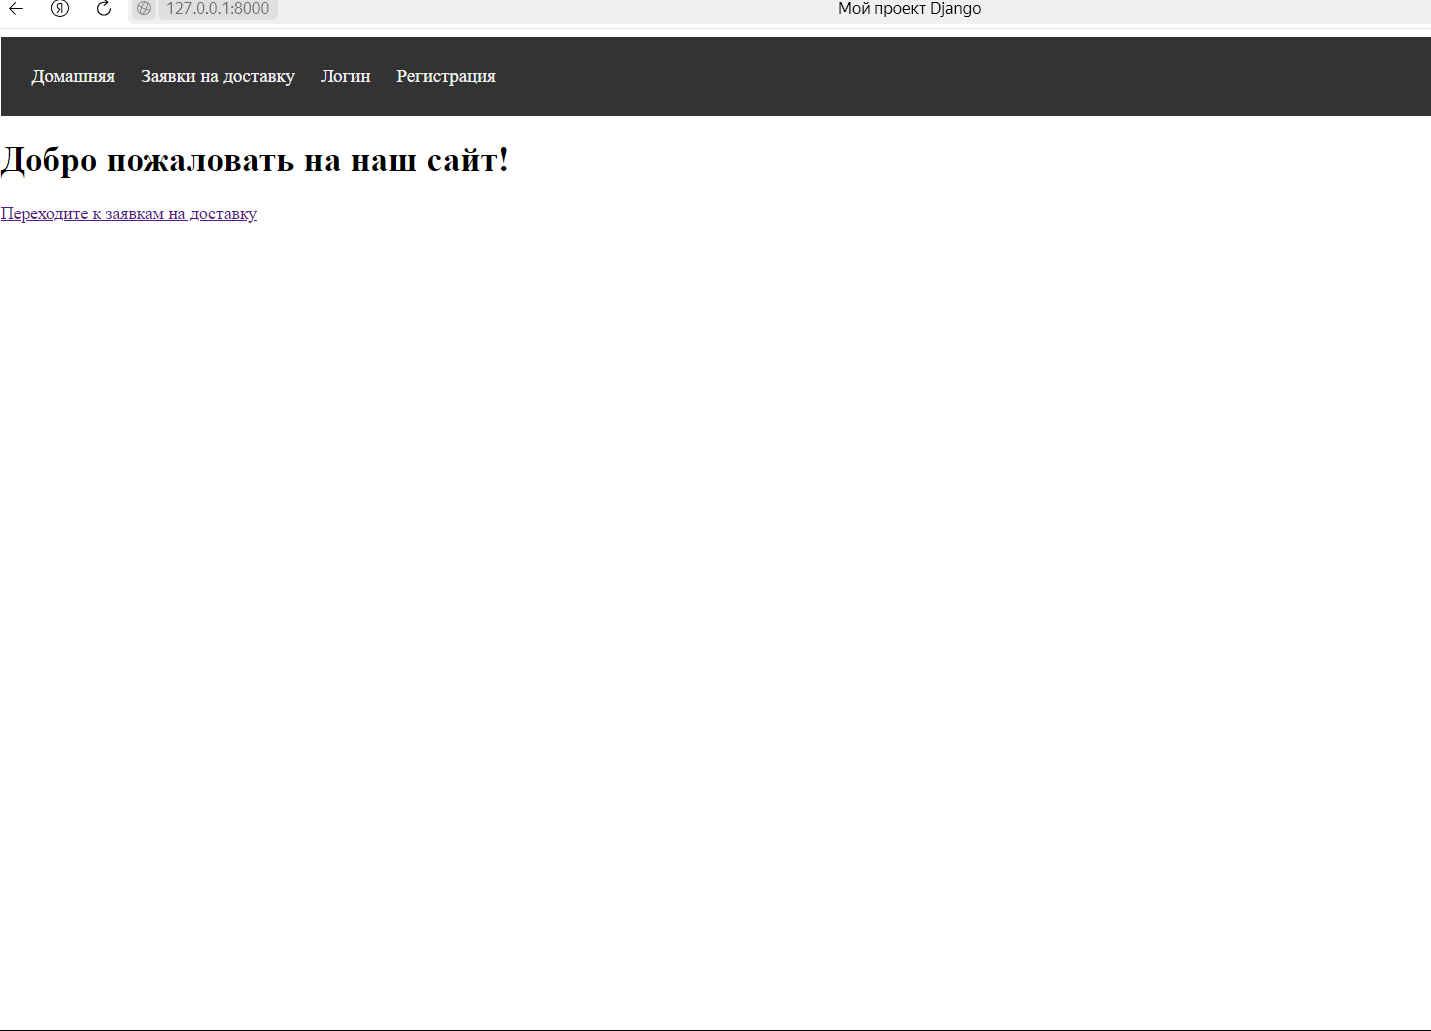 127.0.0.1:8000 Мой проект Django
Домашняя Заявки на доставку Логин Регистрация
Добро пожаловать на наш сайт!
Переходите к заявкам на доставку